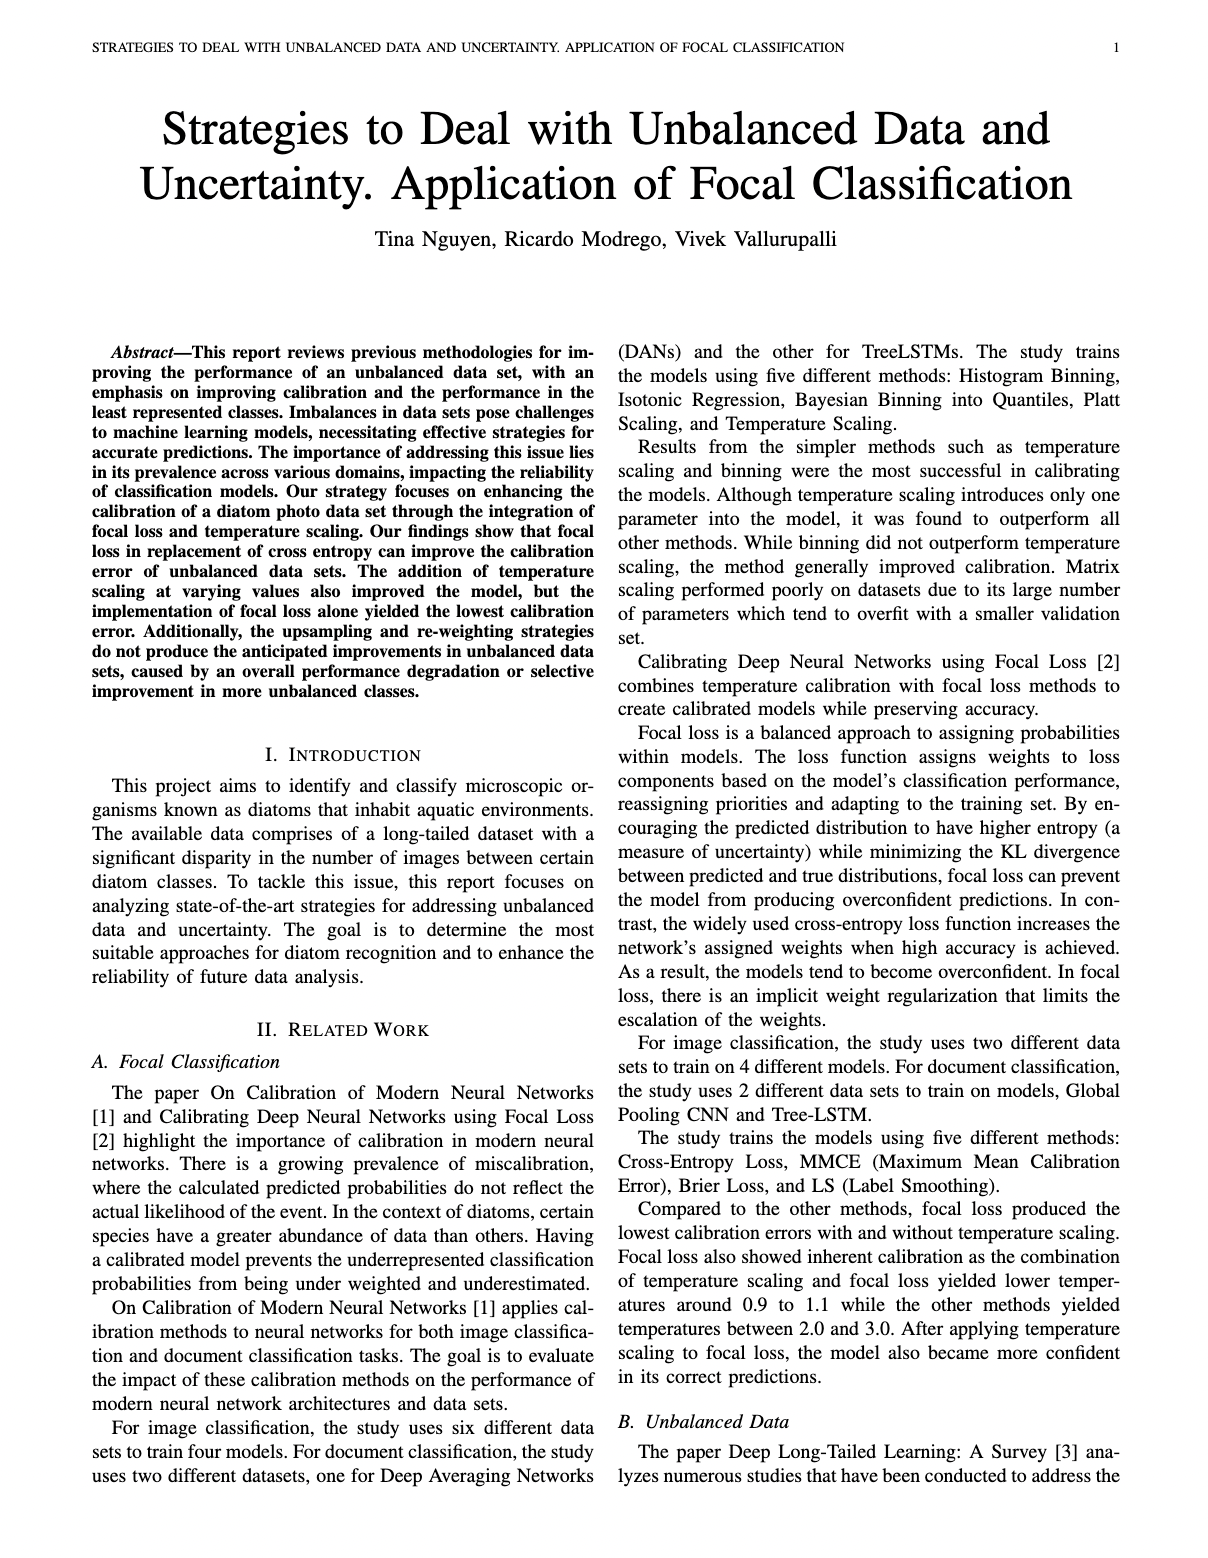 STRATEGIES TO DEAL WITH UNBALANCED DATA AND UNCERTAINTY. APPLICATION OF FOCAL CLASSIFICATION 1
Strategies to Deal with Unbalanced Data and
Uncertainty. Application of Focal Classification
Tina Nguyen, Ricardo Modrego, Vivek Vallurupalli
Abstract—This report reviews previous methodologies for im-
proving the performance of an unbalanced data set, with an
emphasis on improving calibration and the performance in the
least represented classes. Imbalances in data sets pose challenges
to machine learning models, necessitating effective strategies for
accurate predictions. The importance of addressing this issue lies
in its prevalence across various domains, impacting the reliability
of classification models. Our strategy focuses on enhancing the
calibration of a diatom photo data set through the integration of
focal loss and temperature scaling. Our findings show that focal
loss in replacement of cross entropy can improve the calibration
error of unbalanced data sets. The addition of temperature
scaling at varying values also improved the model, but the
implementation of focal loss alone yielded the lowest calibration
error. Additionally, the upsampling and re-weighting strategies
do not produce the anticipated improvements in unbalanced data
sets, caused by an overall performance degradation or selective
improvement in more unbalanced classes.
I. INTRODUCTION
This project aims to identify and classify microscopic or-
ganisms known as diatoms that inhabit aquatic environments.
The available data comprises of a long-tailed dataset with a
significant disparity in the number of images between certain
diatom classes. To tackle this issue, this report focuses on
analyzing state-of-the-art strategies for addressing unbalanced
data and uncertainty. The goal is to determine the most
suitable approaches for diatom recognition and to enhance the
reliability of future data analysis.
II. RELATED WORK
A. Focal Classification
The paper On Calibration of Modern Neural Networks
[1] and Calibrating Deep Neural Networks using Focal Loss
[2] highlight the importance of calibration in modern neural
networks. There is a growing prevalence of miscalibration,
where the calculated predicted probabilities do not reflect the
actual likelihood of the event. In the context of diatoms, certain
species have a greater abundance of data than others. Having
a calibrated model prevents the underrepresented classification
probabilities from being under weighted and underestimated.
On Calibration of Modern Neural Networks [1] applies cal-
ibration methods to neural networks for both image classifica-
tion and document classification tasks. The goal is to evaluate
the impact of these calibration methods on the performance of
modern neural network architectures and data sets.
For image classification, the study uses six different data
sets to train four models. For document classification, the study
uses two different datasets, one for Deep Averaging Networks
(DANs) and the other for TreeLSTMs. The study trains
the models using five different methods: Histogram Binning,
Isotonic Regression, Bayesian Binning into Quantiles, Platt
Scaling, and Temperature Scaling.
Results from the simpler methods such as temperature
scaling and binning were the most successful in calibrating
the models. Although temperature scaling introduces only one
parameter into the model, it was found to outperform all
other methods. While binning did not outperform temperature
scaling, the method generally improved calibration. Matrix
scaling performed poorly on datasets due to its large number
of parameters which tend to overfit with a smaller validation
set.
Calibrating Deep Neural Networks using Focal Loss [2]
combines temperature calibration with focal loss methods to
create calibrated models while preserving accuracy.
Focal loss is a balanced approach to assigning probabilities
within models. The loss function assigns weights to loss
components based on the model's classification performance,
reassigning priorities and adapting to the training set. By en-
couraging the predicted distribution to have higher entropy (a
measure of uncertainty) while minimizing the KL divergence
between predicted and true distributions, focal loss can prevent
the model from producing overconfident predictions. In con-
trast, the widely used cross-entropy loss function increases the
network's assigned weights when high accuracy is achieved.
As a result, the models tend to become overconfident. In focal
loss, there is an implicit weight regularization that limits the
escalation of the weights.
For image classification, the study uses two different data
sets to train on 4 different models. For document classification,
the study uses 2 different data sets to train on models, Global
Pooling CNN and Tree-LSTM.
The study trains the models using five different methods:
Cross-Entropy Loss, MMCE (Maximum Mean Calibration
Error), Brier Loss, and LS (Label Smoothing).
Compared to the other methods, focal loss produced the
lowest calibration errors with and without temperature scaling.
Focal loss also showed inherent calibration as the combination
of temperature scaling and focal loss yielded lower temper-
atures around 0.9 to 1.1 while the other methods yielded
temperatures between 2.0 and 3.0. After applying temperature
scaling to focal loss, the model also became more confident
in its correct predictions.
B. Unbalanced Data
The paper Deep Long-Tailed Learning: A Survey [3] ana-
lyzes numerous studies that have been conducted to address the